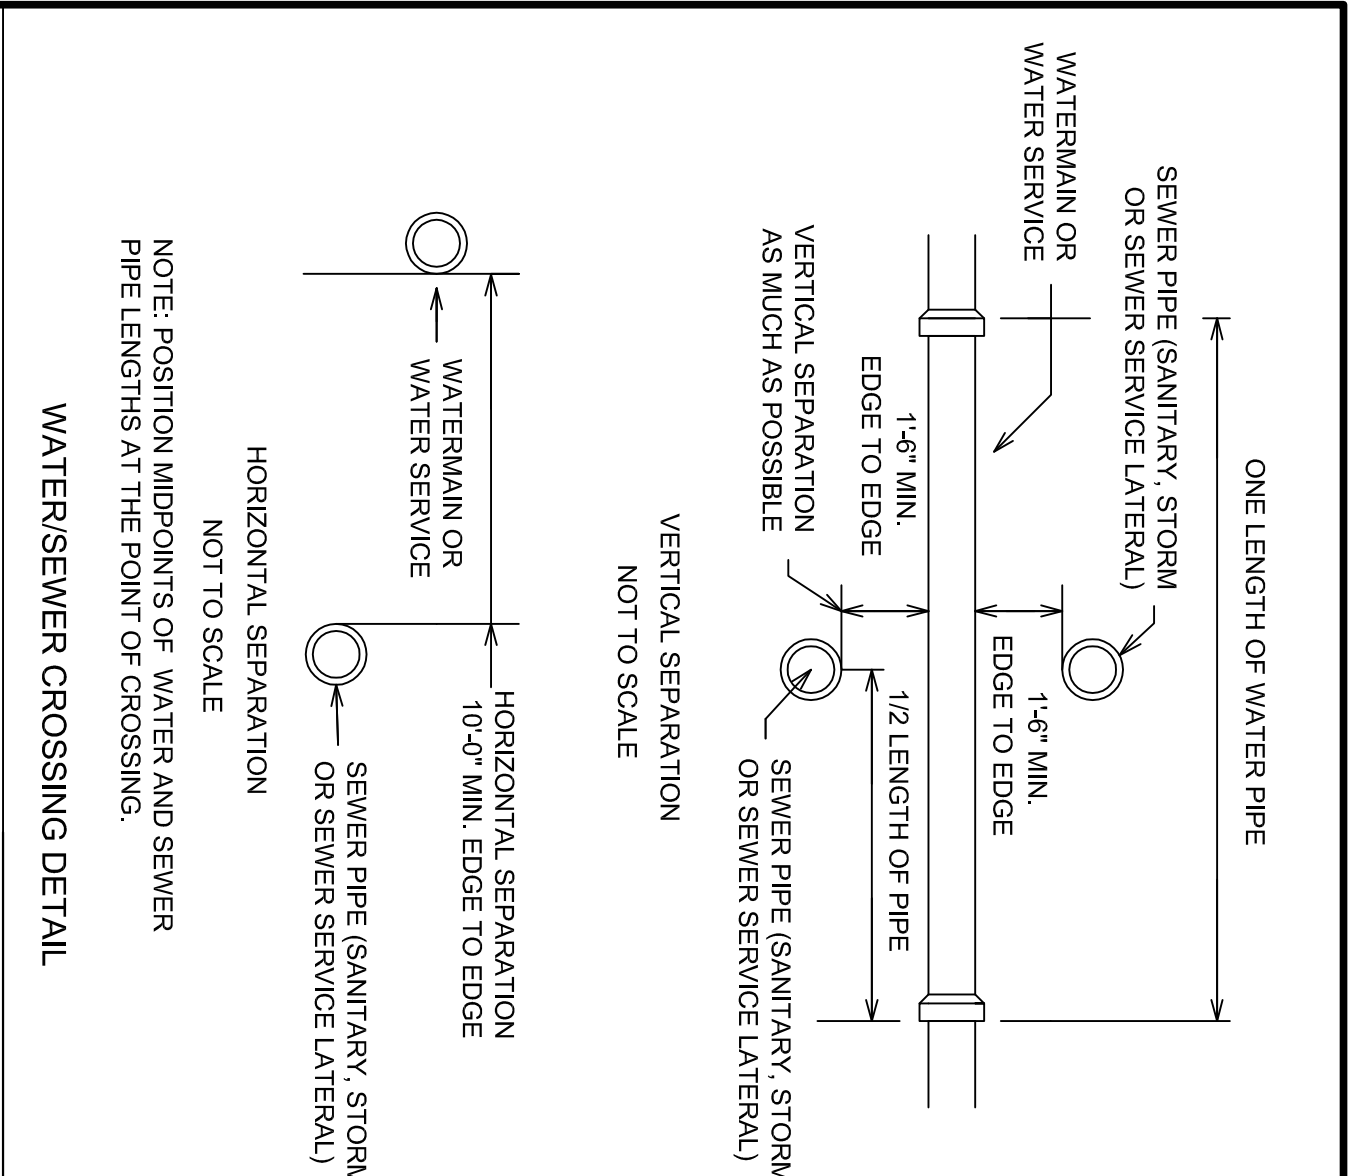 ONE LENGTH OF WATER PIPE
SEWER PIPE (SANITARY, STORM
OR SEWER SERVICE LATERAL)
WATERMAIN OR
WATER SERVICE
1'-6" MIN.
EDGE TO EDGE
1'-6" MIN.
EDGE TO EDGE
1/2 LENGTH OF PIPE
VERTICAL SEPARATION
AS MUCH AS POSSIBLE
SEWER PIPE (SANITARY, STORM
OR SEWER SERVICE LATERAL)
VERTICAL SEPARATION
NOT TO SCALE
HORIZONTAL SEPARATION
10'-0" MIN. EDGE TO EDGE
WATERMAIN OR
WATER SERVICE
SEWER PIPE (SANITARY, STORM
OR SEWER SERVICE LATERAL)
HORIZONTAL SEPARATION
NOT TO SCALE
NOTE: POSITION MIDPOINTS OF WATER AND SEWER
PIPE LENGTHS AT THE POINT OF CROSSING.
WATER/SEWER CROSSING DETAIL